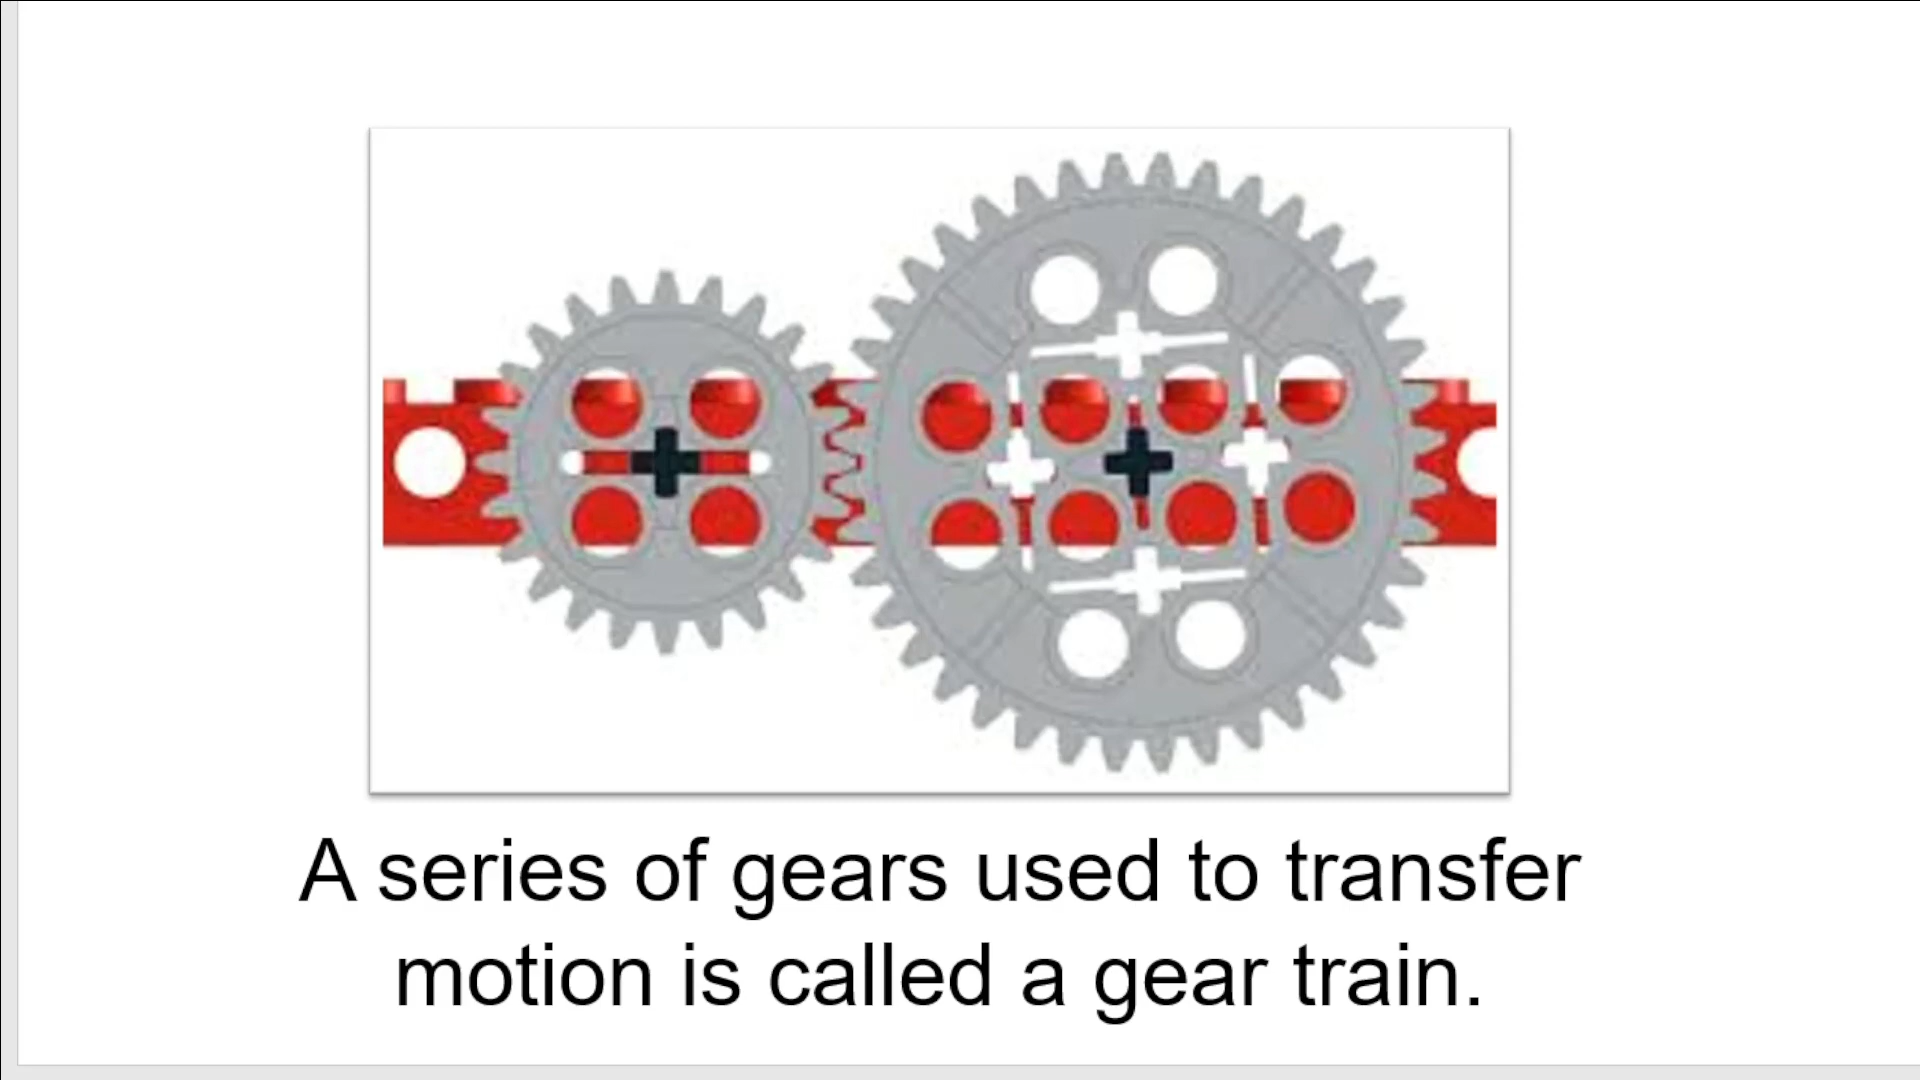 A series of gears used to transfer
motion is called a gear train.